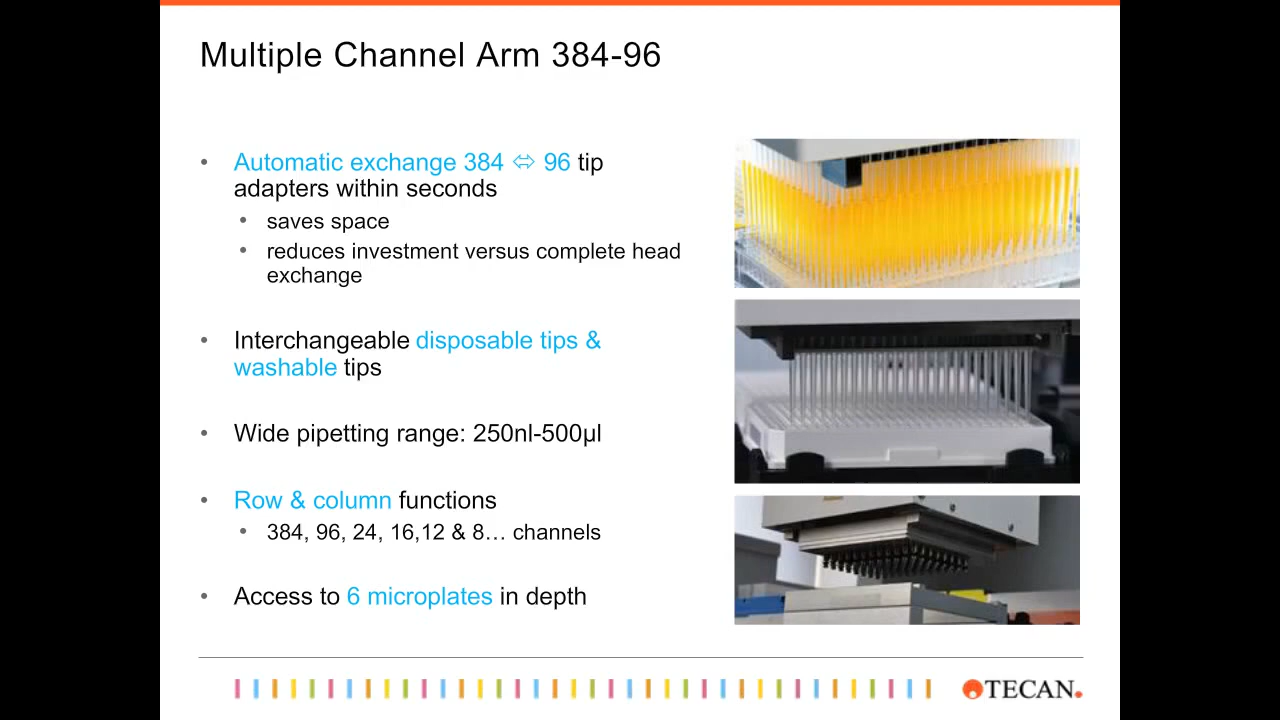 Multiple Channel Arm 384-96
• Automatic exchange 384 ⬄ 96 tip
adapters within seconds
• saves space
• reduces investment versus complete head
exchange
• Interchangeable disposable tips &
washable tips
• Wide pipetting range: 250nl-500µl
• Row & column functions
• 384, 96, 24, 16,12 & 8… channels
• Access to 6 microplates in depth
TECAN.